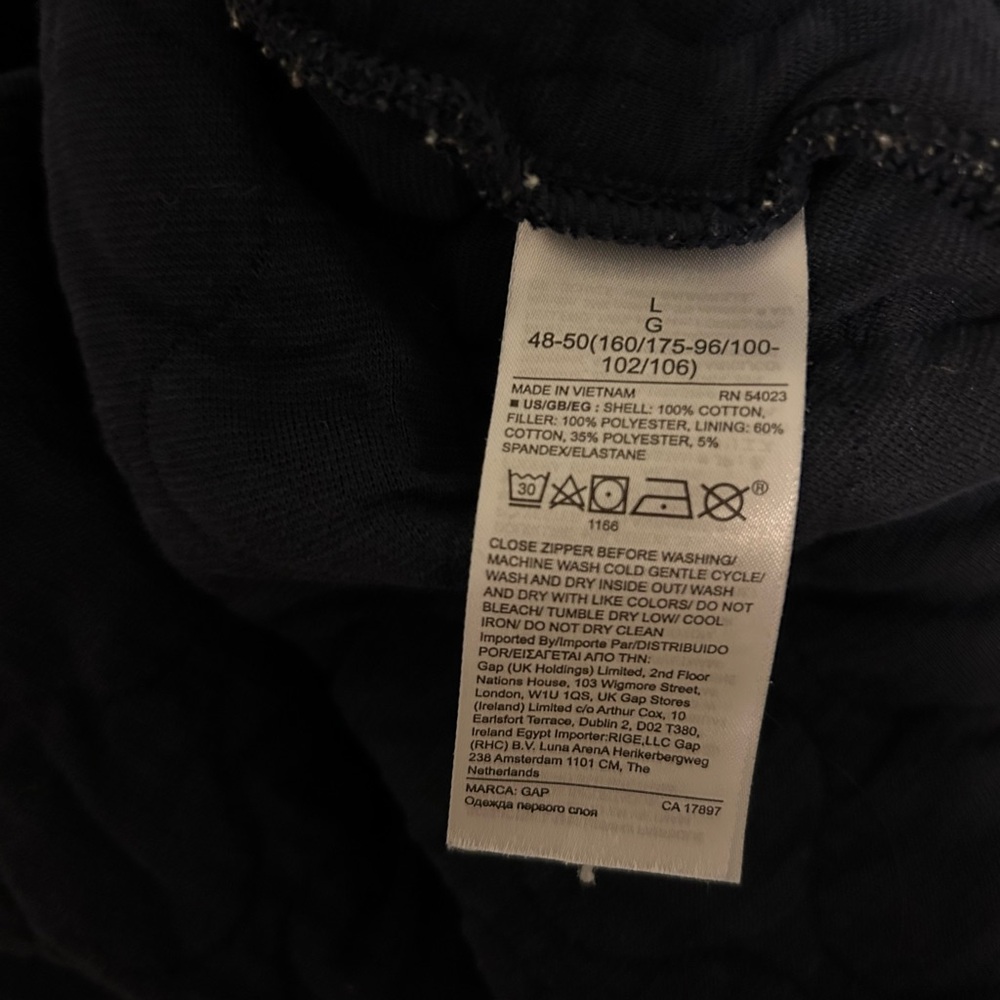 L
G
48-50(160/175-96/100-
102/106)
MADE IN VIETNAM RN 54023
■ US/GB/EG : SHELL: 100% COTTON,
FILLER: 100% POLYESTER, LINING: 60%
COTTON, 35% POLYESTER, 5%
SPANDEX/ELASTANE
30 ®
1166
CLOSE ZIPPER BEFORE WASHING/
MACHINE WASH COLD GENTLE CYCLE/
WASH AND DRY INSIDE OUT/ WASH
AND DRY WITH LIKE COLORS/ DO NOT
BLEACH/ TUMBLE DRY LOW/ COOL
IRON/ DO NOT DRY CLEAN
Imported By/Importe Par/DISTRIBUIDO
POR/ΕΙΣΑΓΕΤΑΙ ΑΠΟ ΤΗΝ:
Gap (UK Holdings) Limited, 2nd Floor
Nations House, 103 Wigmore Street,
London, W1U 1QS, UK Gap Stores
(Ireland) Limited c/o Arthur Cox, 10
Earlsfort Terrace, Dublin 2, D02 T380,
Ireland Egypt Importer:RIGE,LLC Gap
(RHC) B.V. Luna ArenA Herikerbergweg
238 Amsterdam 1101 CM, The
Netherlands
MARCA: GAP CA 17897
Одежда первого слоя